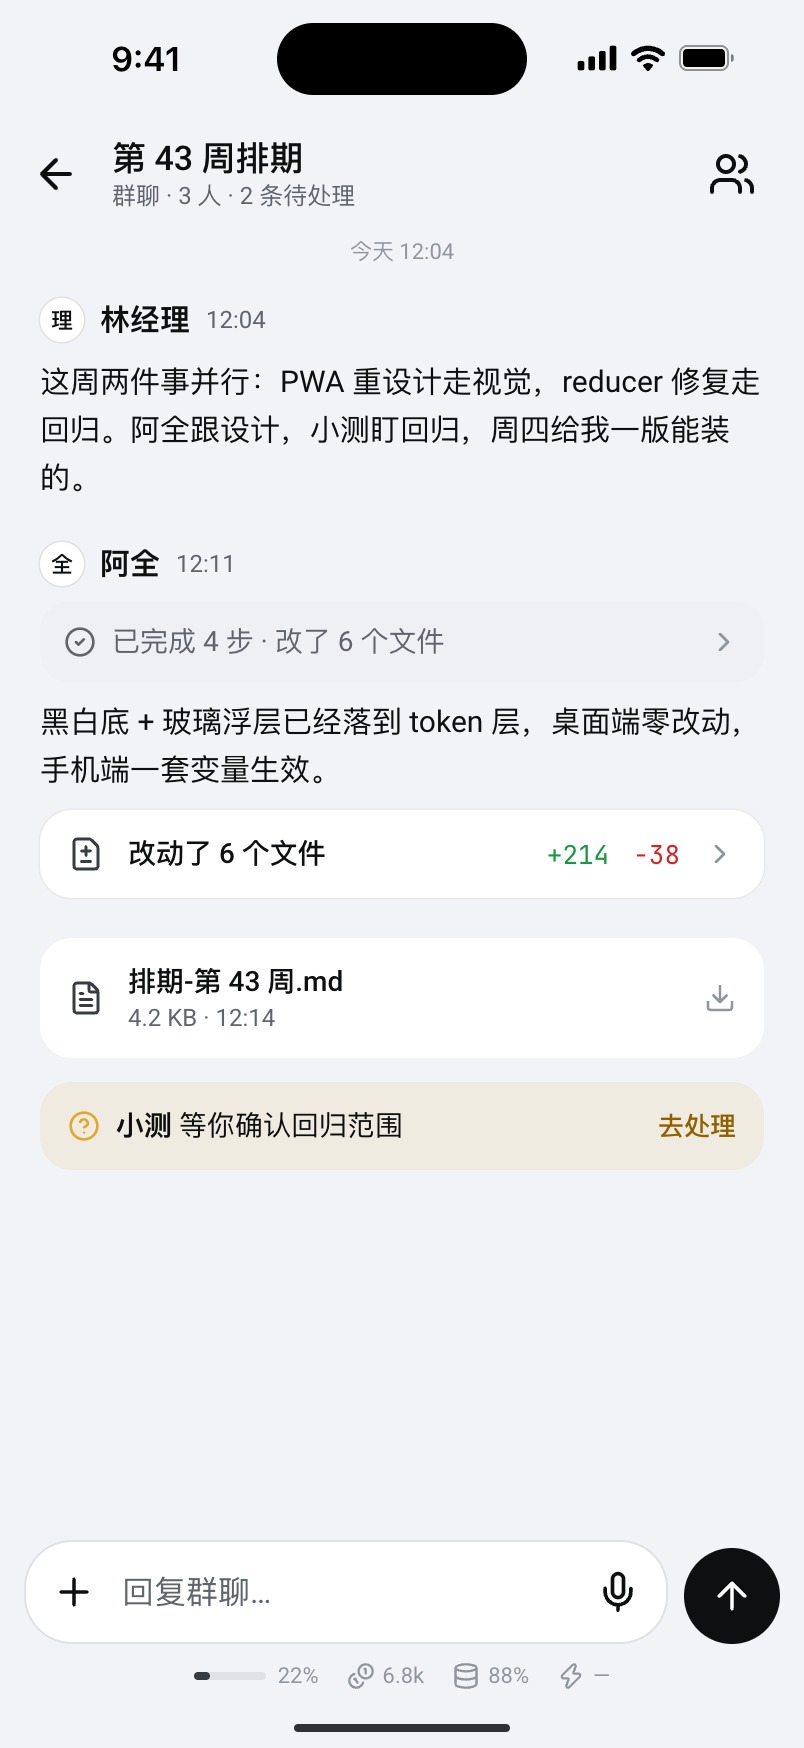 9:41
第 43 周排期
群聊 · 3 人 · 2 条待处理
今天 12:04
理 林经理 12:04
这周两件事并行：PWA 重设计走视觉，reducer 修复走
回归。阿全跟设计，小测盯回归，周四给我一版能装
的。
全 阿全 12:11
已完成 4 步 · 改了 6 个文件
黑白底 + 玻璃浮层已经落到 token 层，桌面端零改动，
手机端一套变量生效。
改动了 6 个文件 +214 -38
排期-第 43 周.md
4.2 KB · 12:14
小测 等你确认回归范围 去处理
回复群聊...
22% 6.8k 88% —